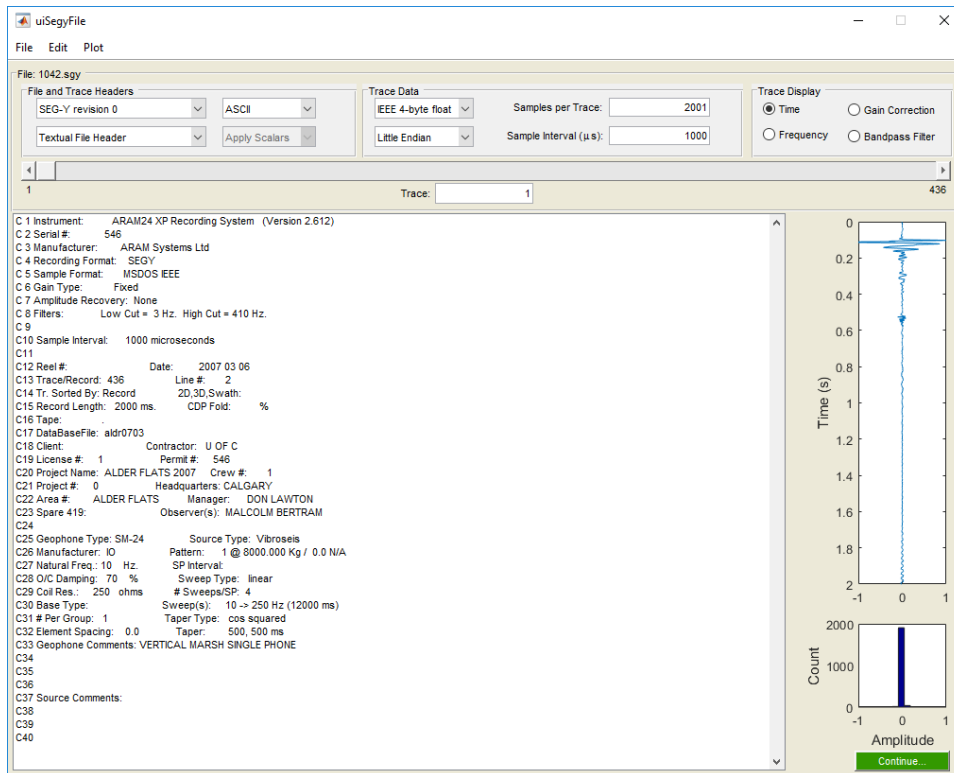 uiSegyFile
File Edit Plot
File: 1042.sgy
File and Trace Headers
SEG-Y revision 0 ASCII
Textual File Header Apply Scalars
Trace Data
IEEE 4-byte float Samples per Trace: 2001
Little Endian Sample Interval (μs): 1000
Trace Display
Time Gain Correction
Frequency Bandpass Filter
1 436
Trace: 1
C 1 Instrument: ARAM24 XP Recording System (Version 2.612)
C 2 Serial #: 546
C 3 Manufacturer: ARAM Systems Ltd
C 4 Recording Format: SEGY
C 5 Sample Format: MSDOS IEEE
C 6 Gain Type: Fixed
C 7 Amplitude Recovery: None
C 8 Filters: Low Cut = 3 Hz. High Cut = 410 Hz.
C 9
C10 Sample Interval: 1000 microseconds
C11
C12 Reel #: Date: 2007 03 06
C13 Trace/Record: 436 Line #: 2
C14 Tr. Sorted By: Record 2D,3D,Swath:
C15 Record Length: 2000 ms. CDP Fold: %
C16 Tape: .
C17 DataBaseFile: aldr0703
C18 Client: Contractor: U OF C
C19 License #: 1 Permit #: 546
C20 Project Name: ALDER FLATS 2007 Crew #: 1
C21 Project #: 0 Headquarters: CALGARY
C22 Area #: ALDER FLATS Manager: DON LAWTON
C23 Spare 419: Observer(s): MALCOLM BERTRAM
C24
C25 Geophone Type: SM-24 Source Type: Vibroseis
C26 Manufacturer: IO Pattern: 1 @ 8000.000 Kg / 0.0 N/A
C27 Natural Freq.: 10 Hz. SP Interval:
C28 O/C Damping: 70 % Sweep Type: linear
C29 Coil Res.: 250 ohms # Sweeps/SP: 4
C30 Base Type: Sweep(s): 10 -> 250 Hz (12000 ms)
C31 # Per Group: 1 Taper Type: cos squared
C32 Element Spacing: 0.0 Taper: 500, 500 ms
C33 Geophone Comments: VERTICAL MARSH SINGLE PHONE
C34
C35
C36
C37 Source Comments:
C38
C39
C40
0
0.2
0.4
0.6
0.8
1
1.2
1.4
1.6
1.8
2
Time (s)
-1 0 1
2000
1000
0
Count
-1 0 1
Amplitude
Continue...